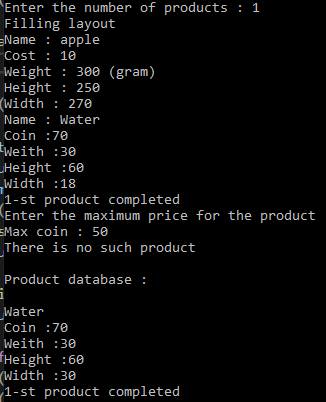 Enter the number of products : 1
Filling layout
Name : apple
Cost : 10
Weight : 300 (gram)
Height : 250
Width : 270
Name : Water
Coin :70
Weith :30
Height :60
Width :18
1-st product completed
Enter the maximum price for the product
Max coin : 50
There is no such product
Product database :
Water
Coin :70
Weith :30
Height :60
Width :30
1-st product completed